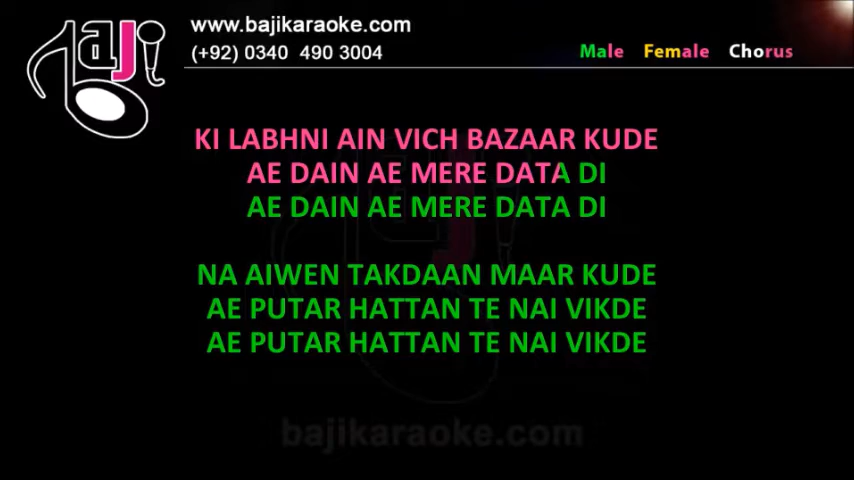 www.bajikaraoke.com
(+92) 0340 490 3004
Male Female Chorus
baji
KI LABHNI AIN VICH BAZAAR KUDE
AE DAIN AE MERE DATA DI
AE DAIN AE MERE DATA DI
NA AIWEN TAKDAAN MAAR KUDE
AE PUTAR HATTAN TE NAI VIKDE
AE PUTAR HATTAN TE NAI VIKDE
bajikaraoke.com